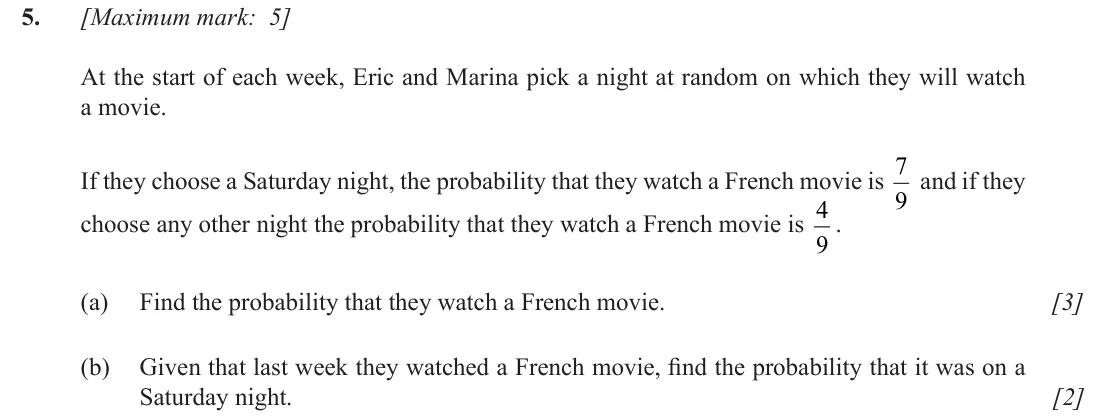 5. [Maximum mark: 5]
At the start of each week, Eric and Marina pick a night at random on which they will watch
a movie.
If they choose a Saturday night, the probability that they watch a French movie is 7/9 and if they
choose any other night the probability that they watch a French movie is 4/9.
(a) Find the probability that they watch a French movie. [3]
(b) Given that last week they watched a French movie, find the probability that it was on a
Saturday night. [2]